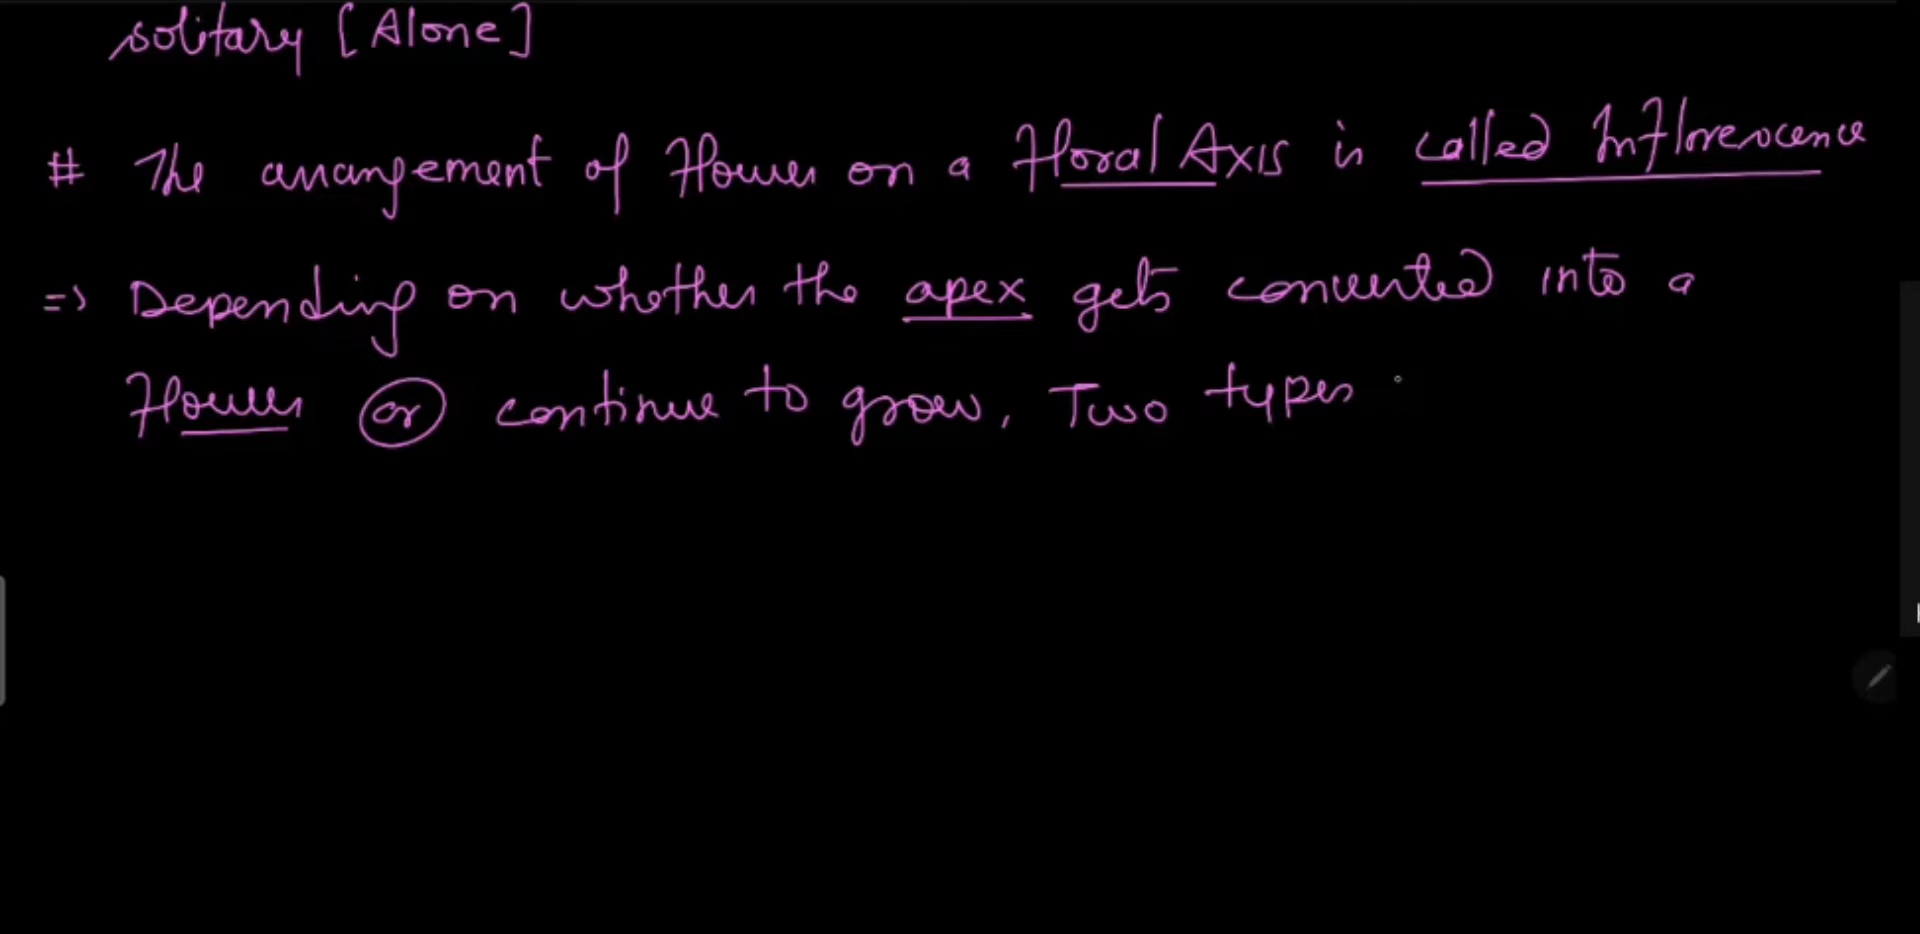 solitary [Alone]
# The arrangement of Flower on a Floral Axis is called Inflorescence
=> Depending on whether the apex gets converted into a
Flower or continue to grow, Two types